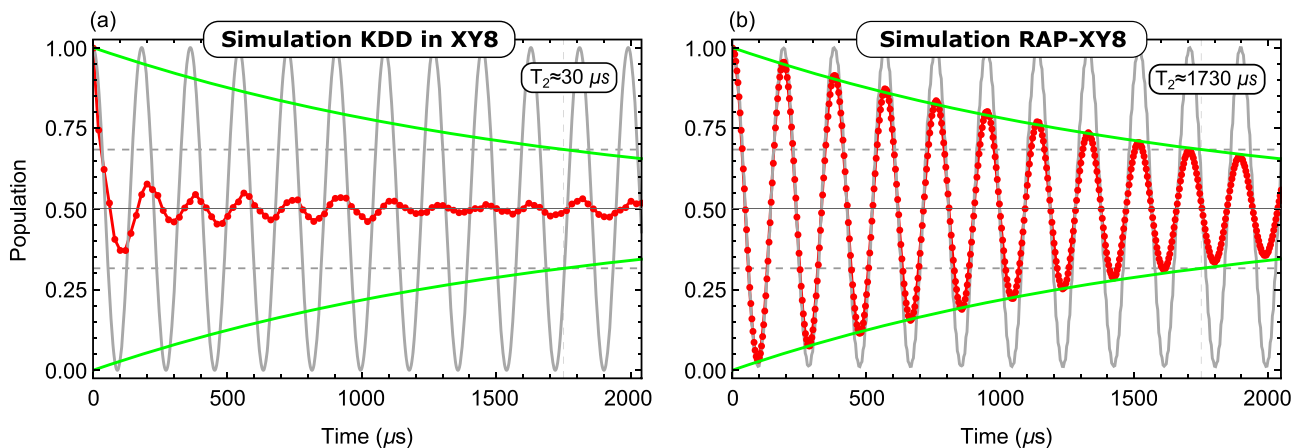 (a)
Simulation KDD in XY8
T₂≈30 μs
Population
1.00
0.75
0.50
0.25
0.00
0 500 1000 1500 2000
Time (μs)
(b)
Simulation RAP-XY8
T₂≈1730 μs
1.00
0.75
0.50
0.25
0.00
0 500 1000 1500 2000
Time (μs)